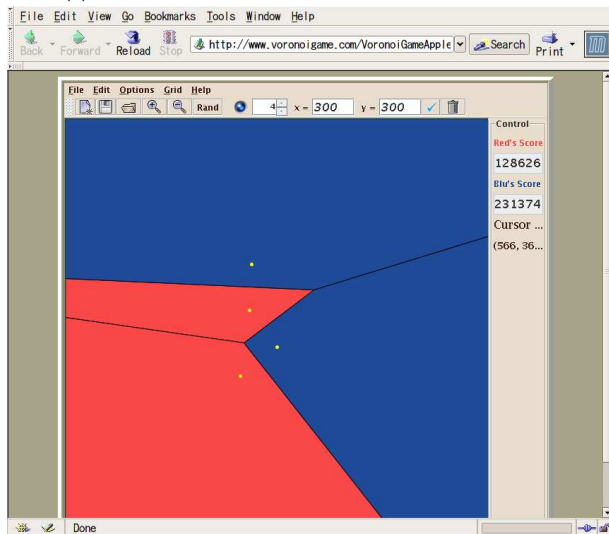 File Edit View Go Bookmarks Tools Window Help
Back Forward Reload Stop http://www.voronoigame.com/VoronoiGameApple Search Print
File Edit Options Grid Help
Rand 4 x = 300 y = 300
Control
Red's Score
128626
Blu's Score
231374
Cursor ...
(566, 36...
Done